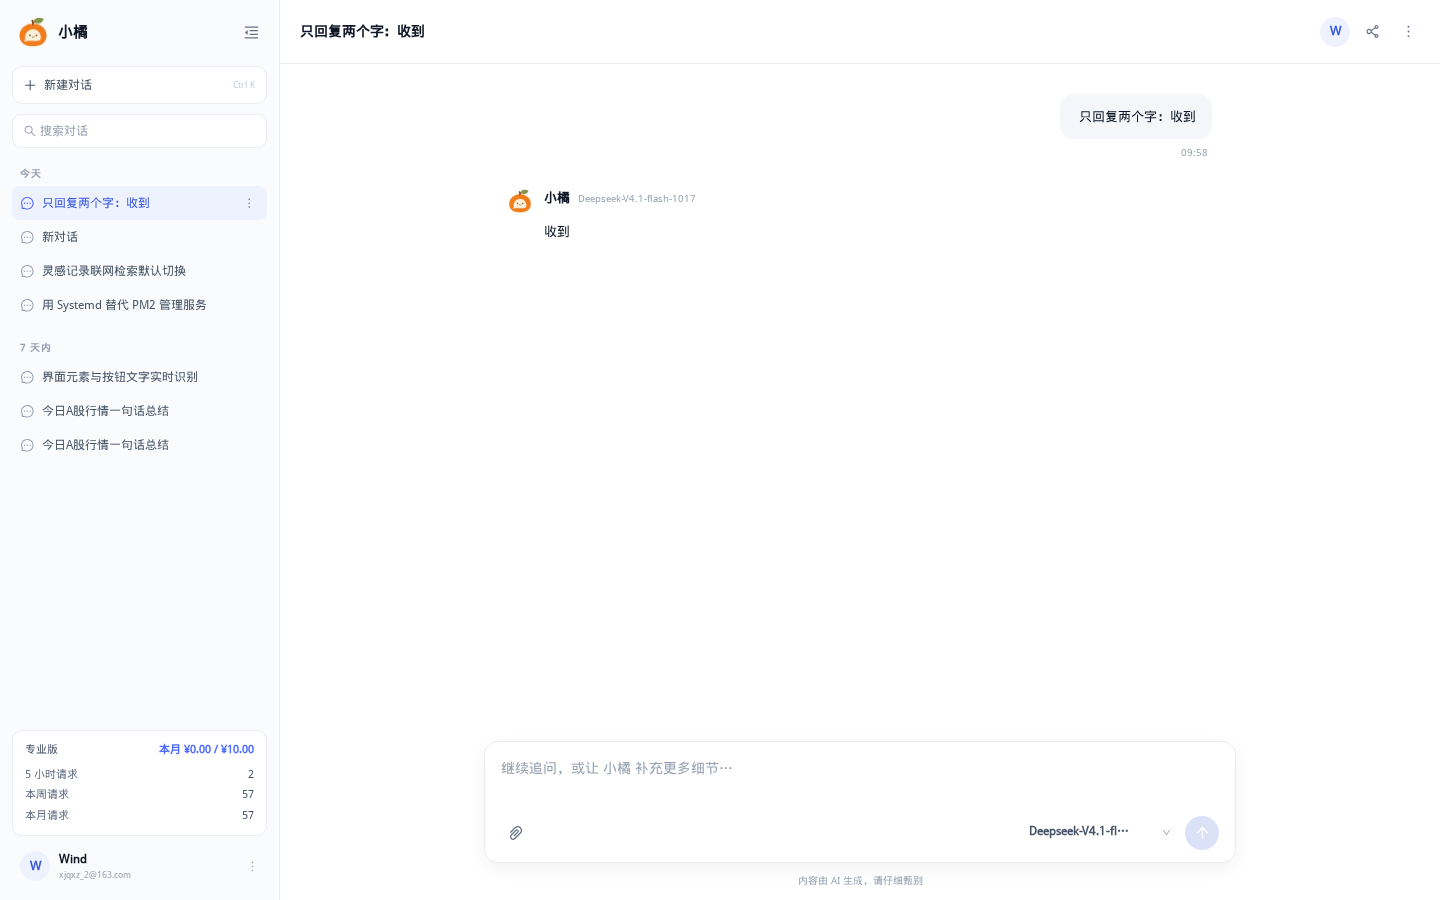 小橘
新建对话 Ctrl K
搜索对话
今天
只回复两个字：收到
新对话
灵感记录联网检索默认切换
用 Systemd 替代 PM2 管理服务
7 天内
界面元素与按钮文字实时识别
今日A股行情一句话总结
今日A股行情一句话总结
专业版 本月 ¥0.00 / ¥10.00
5 小时请求 2
本周请求 57
本月请求 57
W Wind
xjqxz_2@163.com
只回复两个字：收到 W
只回复两个字：收到
09:58
小橘 Deepseek-V4.1-flash-1017
收到
继续追问，或让 小橘 补充更多细节…
Deepseek-V4.1-fl…
内容由 AI 生成，请仔细甄别